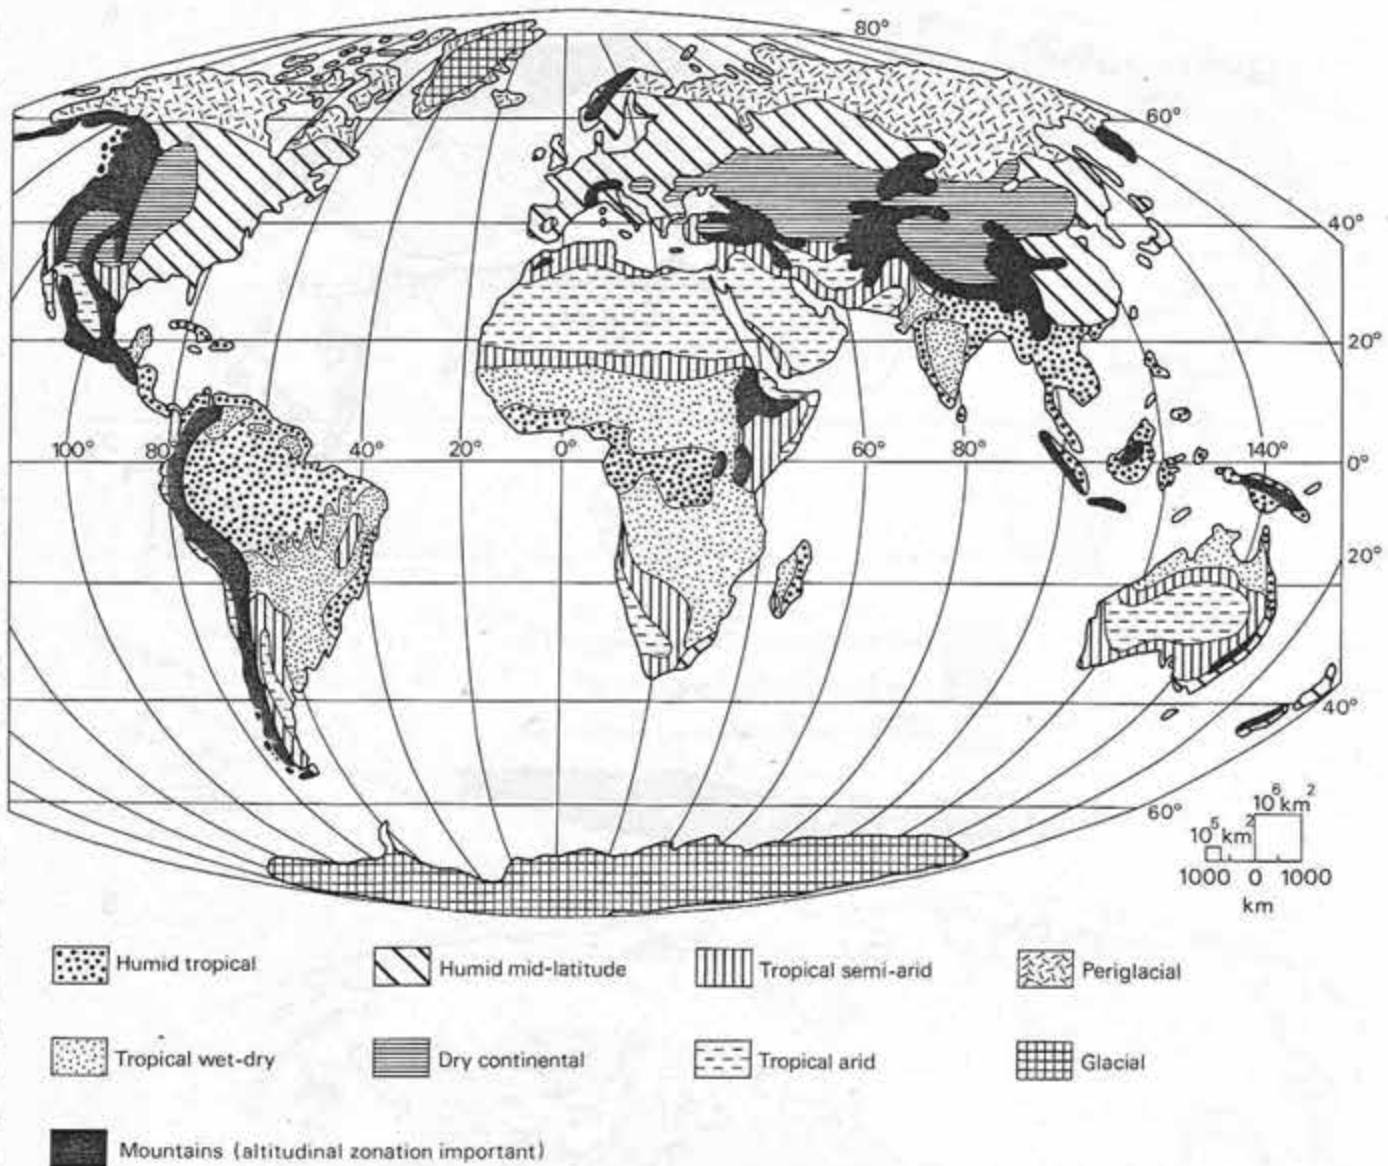 80°
60°
40°
20°
100° 80° 40° 20° 0° 60° 80° 140° 0°
20°
40°
60°
10⁶ km²
10⁵ km²
1000 0 1000
km
Humid tropical Humid mid-latitude Tropical semi-arid Periglacial
Tropical wet-dry Dry continental Tropical arid Glacial
Mountains (altitudinal zonation important)